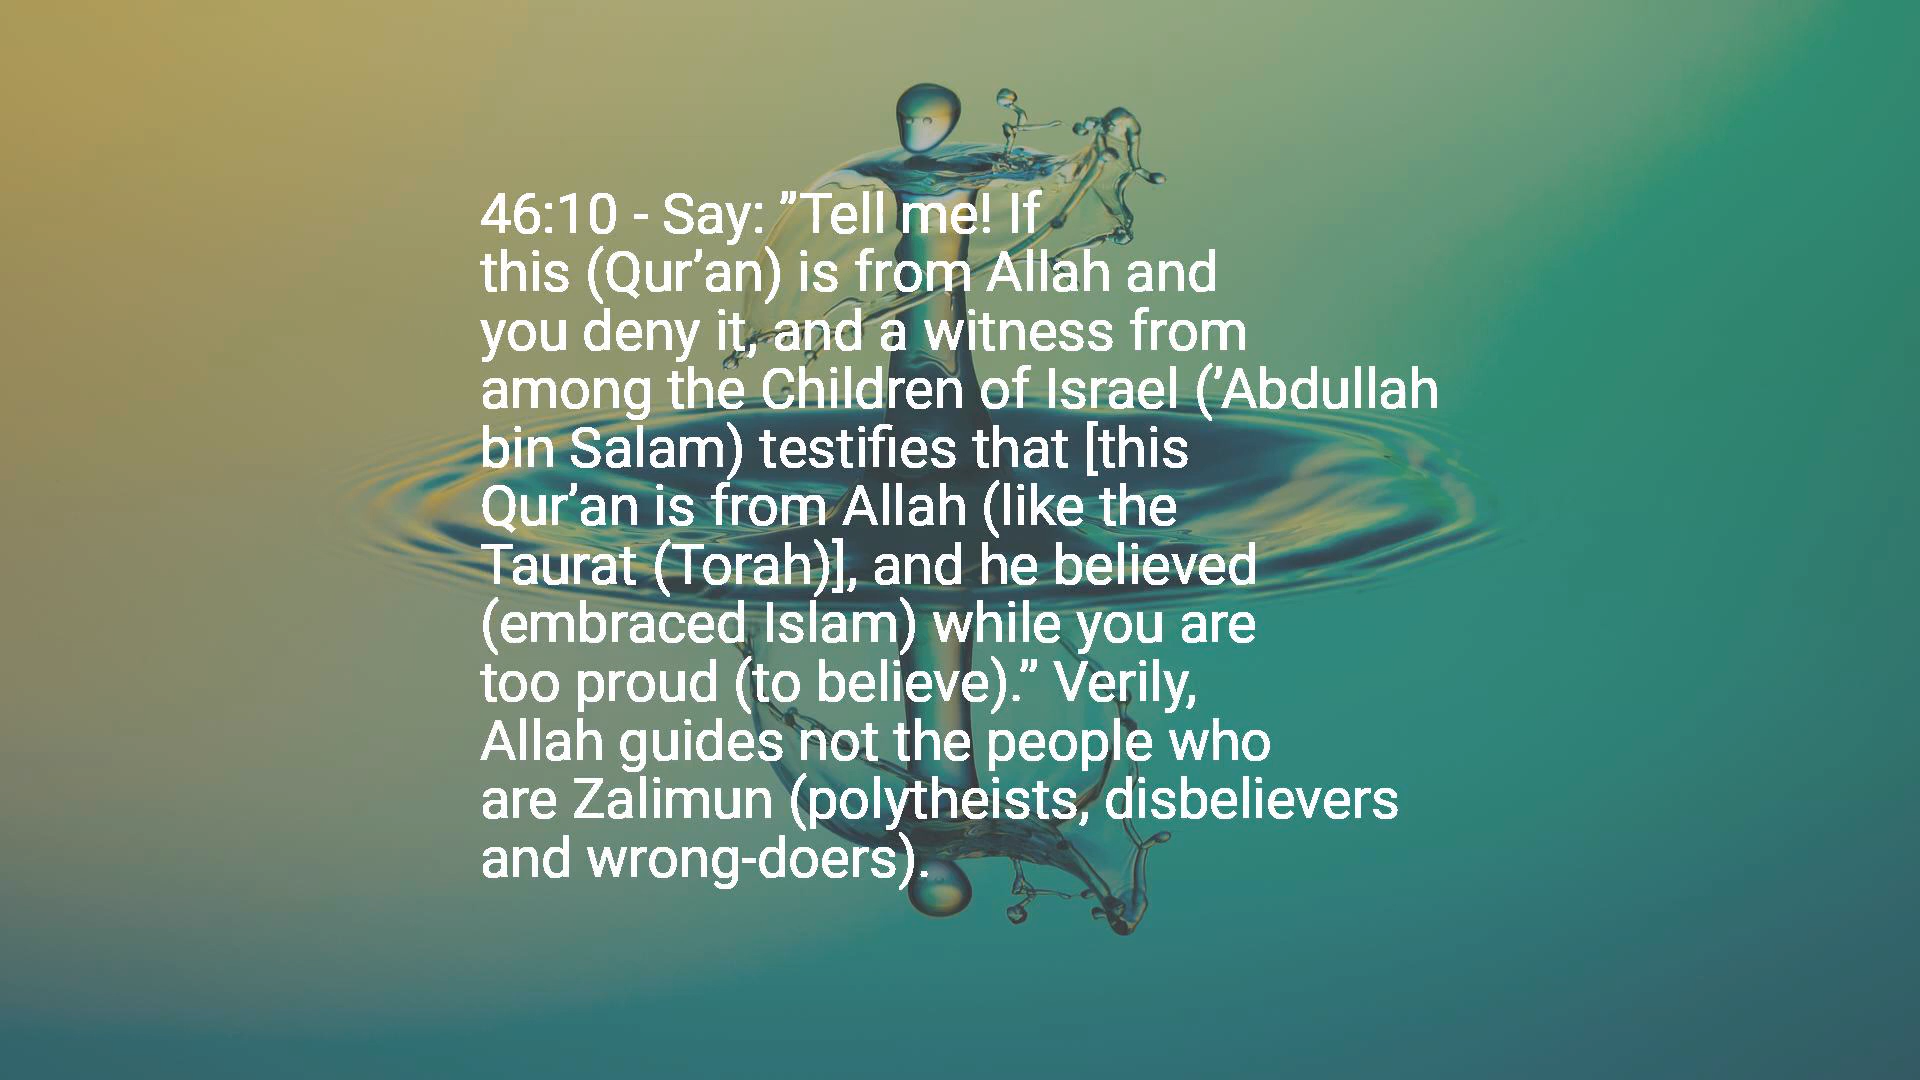 46:10 - Say: ”Tell me! If
this (Qur’an) is from Allah and
you deny it, and a witness from
among the Children of Israel (’Abdullah
bin Salam) testifies that [this
Qur’an is from Allah (like the
Taurat (Torah)], and he believed
(embraced Islam) while you are
too proud (to believe).” Verily,
Allah guides not the people who
are Zalimun (polytheists, disbelievers
and wrong-doers).